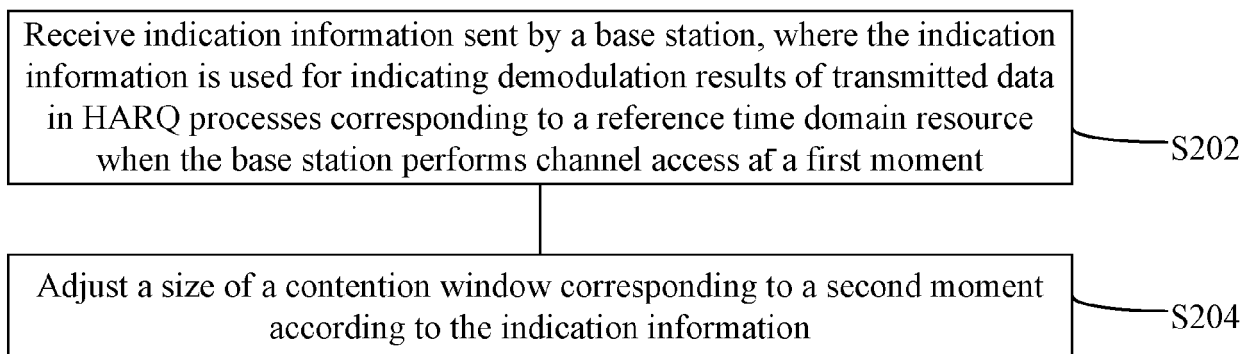 Receive indication information sent by a base station, where the indication
information is used for indicating demodulation results of transmitted data
in HARQ processes corresponding to a reference time domain resource
when the base station performs channel access at a first moment
S202
Adjust a size of a contention window corresponding to a second moment
according to the indication information
S204